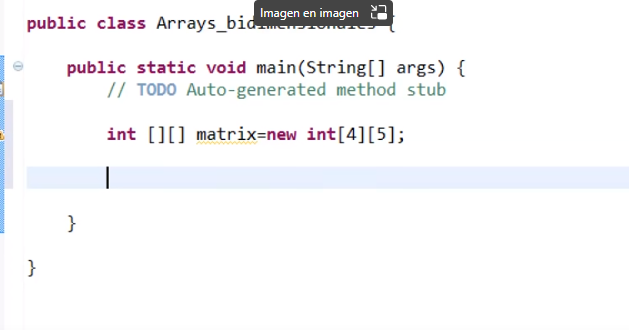 Imagen en imagen
public class Arrays_bidimensionales {
public static void main(String[] args) {
// TODO Auto-generated method stub
int [][] matrix=new int[4][5];
}
}